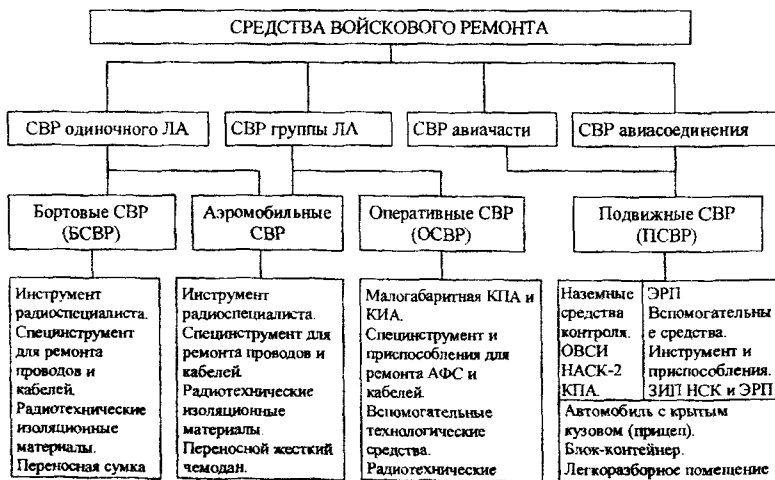 СРЕДСТВА ВОЙСКОВОГО РЕМОНТА
СВР одиночного ЛА
СВР группы ЛА
СВР авиачасти
СВР авиасоединения
Бортовые СВР
(БСВР)
Аэромобильные
СВР
Оперативные СВР
(ОСВР)
Подвижные СВР
(ПСВР)
Инструмент
радиоспециалиста.
Специнструмент
для ремонта
проводов и
кабелей.
Радиотехнические
изоляционные
материалы.
Переносная сумка
Инструмент
радиоспециалиста.
Специнструмент для
ремонта проводов и
кабелей.
Радиотехнические
изоляционные
материалы.
Переносной жесткий
чемодан.
Малогабаритная КПА и
КИА.
Специнструмент и
приспособления для
ремонта АФС и
кабелей.
Вспомогательные
технологические
средства.
Радиотехнические
Наземные
средства
контроля.
ОВСИ
НАСК-2
КПА.
ЭРП
Вспомогательны
е средства.
Инструмент и
приспособления.
ЗИП НСК и ЭРП
Автомобиль с крытым
кузовом (прицеп).
Блок-контейнер.
Легкоразборное помещение